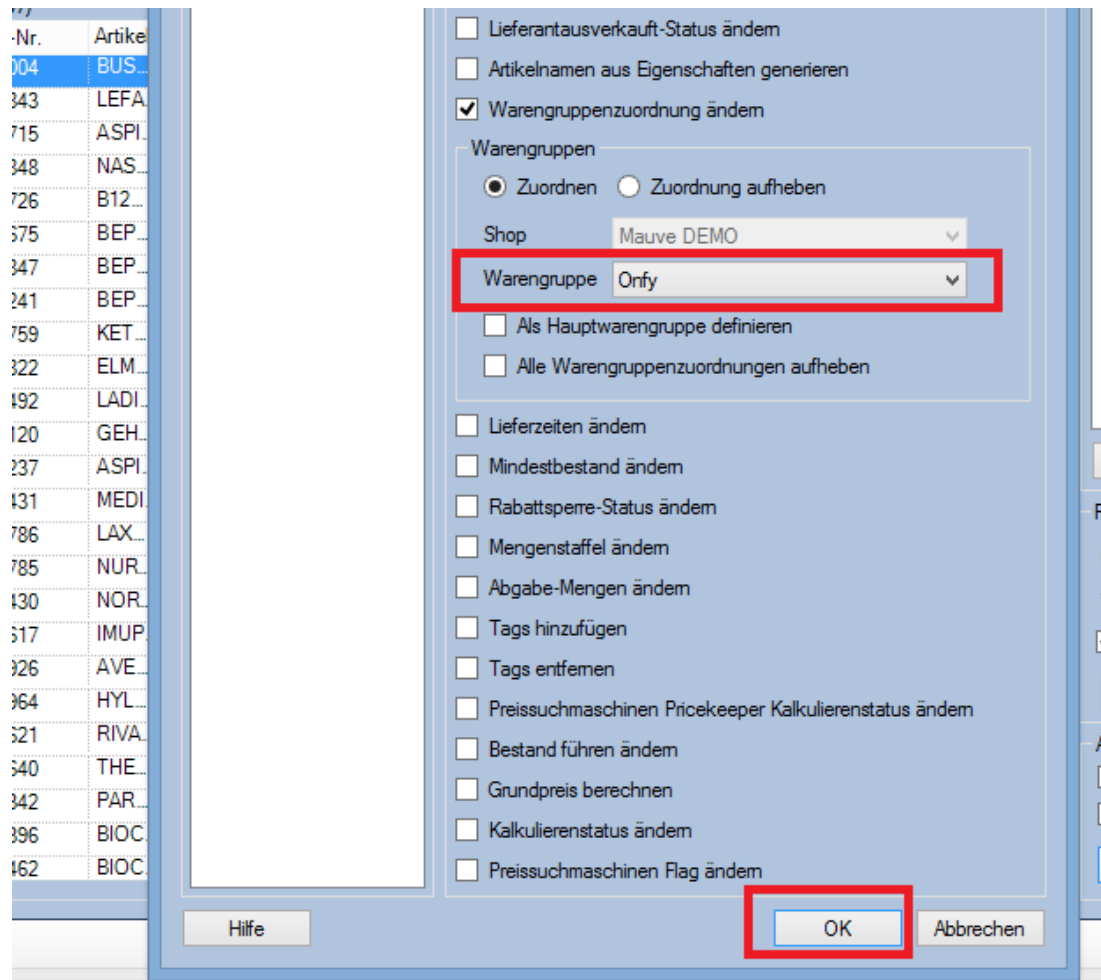 -Nr. Artikel
004 BUS...
343 LEFA
715 ASPI.
348 NAS...
726 B12...
675 BEP...
347 BEP...
241 BEP...
759 KET...
322 ELM...
492 LADI.
120 GEH...
237 ASPI.
431 MEDI
786 LAX...
785 NUR...
430 NOR...
617 IMUP
926 AVE...
964 HYL...
621 RIVA.
640 THE...
342 PAR...
396 BIOC
462 BIOC
Lieferantausverkauft-Status ändern
Artikelnamen aus Eigenschaften generieren
Warengruppenzuordnung ändern
Warengruppen
Zuordnen Zuordnung aufheben
Shop Mauve DEMO
Warengruppe Onfy
Als Hauptwarengruppe definieren
Alle Warengruppenzuordnungen aufheben
Lieferzeiten ändern
Mindestbestand ändern
Rabattsperre-Status ändern
Mengenstaffel ändern
Abgabe-Mengen ändern
Tags hinzufügen
Tags entfernen
Preissuchmaschinen Pricekeeper Kalkulierenstatus ändern
Bestand führen ändern
Grundpreis berechnen
Kalkulierenstatus ändern
Preissuchmaschinen Flag ändern
Hilfe OK Abbrechen